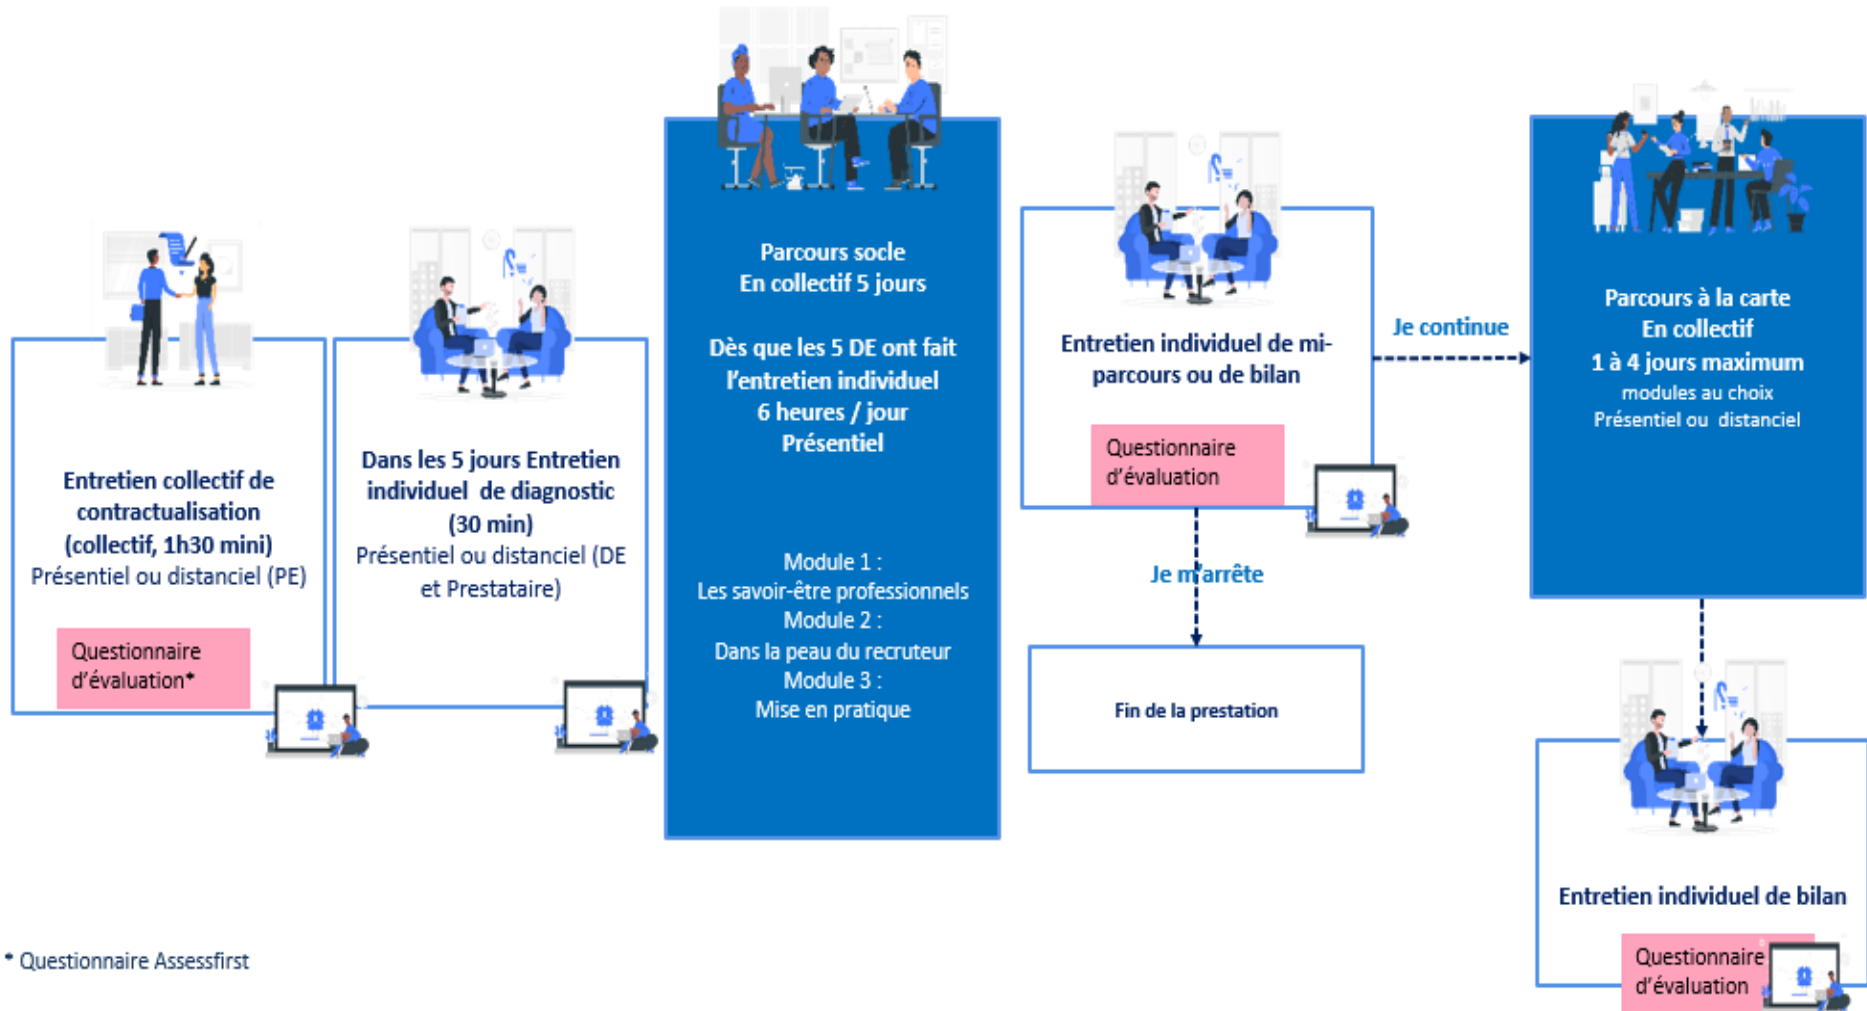 Entretien collectif de
contractualisation
(collectif, 1h30 mini)
Présentiel ou distanciel (PE)
Questionnaire
d'évaluation*
Dans les 5 jours Entretien
individuel de diagnostic
(30 min)
Présentiel ou distanciel (DE
et Prestataire)
Parcours socle
En collectif 5 jours
Dès que les 5 DE ont fait
l'entretien individuel
6 heures / jour
Présentiel
Module 1 :
Les savoir-être professionnels
Module 2 :
Dans la peau du recruteur
Module 3 :
Mise en pratique
Entretien individuel de mi-
parcours ou de bilan
Questionnaire
d'évaluation
Je continue
Je m'arrête
Fin de la prestation
Parcours à la carte
En collectif
1 à 4 jours maximum
modules au choix
Présentiel ou distanciel
Entretien individuel de bilan
Questionnaire
d'évaluation
* Questionnaire Assessfirst